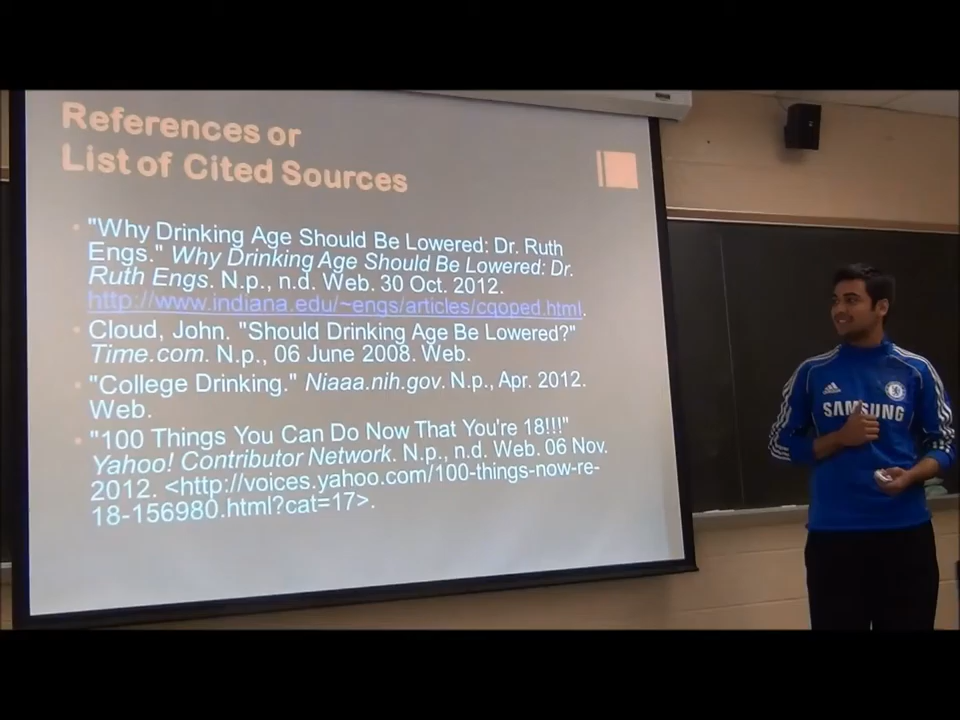 References or
List of Cited Sources
"Why Drinking Age Should Be Lowered: Dr. Ruth
Engs." Why Drinking Age Should Be Lowered: Dr.
Ruth Engs. N.p., n.d. Web. 30 Oct. 2012.
http://www.indiana.edu/~engs/articles/cqoped.html.
Cloud, John. "Should Drinking Age Be Lowered?"
Time.com. N.p., 06 June 2008. Web.
"College Drinking." Niaaa.nih.gov. N.p., Apr. 2012.
Web.
"100 Things You Can Do Now That You're 18!!!"
Yahoo! Contributor Network. N.p., n.d. Web. 06 Nov.
2012. <http://voices.yahoo.com/100-things-now-re-
18-156980.html?cat=17>.
adidas
SAMSUNG